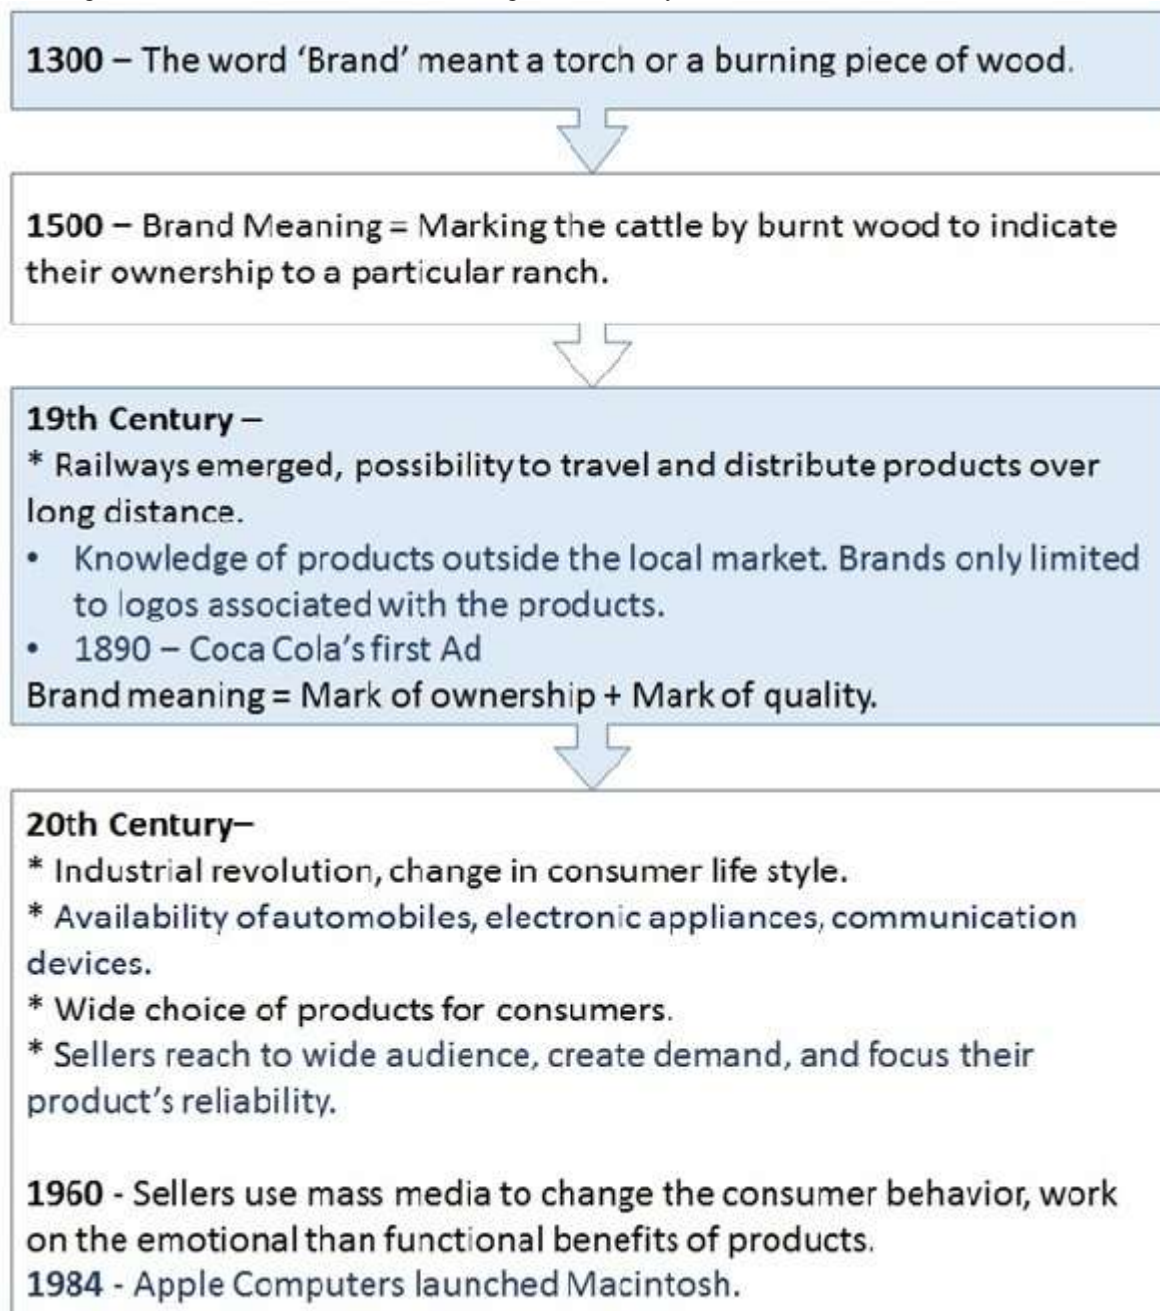 1300 – The word ‘Brand’ meant a torch or a burning piece of wood.
1500 – Brand Meaning = Marking the cattle by burnt wood to indicate
their ownership to a particular ranch.
19th Century –
* Railways emerged, possibility to travel and distribute products over
long distance.
• Knowledge of products outside the local market. Brands only limited
to logos associated with the products.
• 1890 – Coca Cola’s first Ad
Brand meaning = Mark of ownership + Mark of quality.
20th Century–
* Industrial revolution, change in consumer life style.
* Availability of automobiles, electronic appliances, communication
devices.
* Wide choice of products for consumers.
* Sellers reach to wide audience, create demand, and focus their
product’s reliability.
1960 - Sellers use mass media to change the consumer behavior, work
on the emotional than functional benefits of products.
1984 - Apple Computers launched Macintosh.